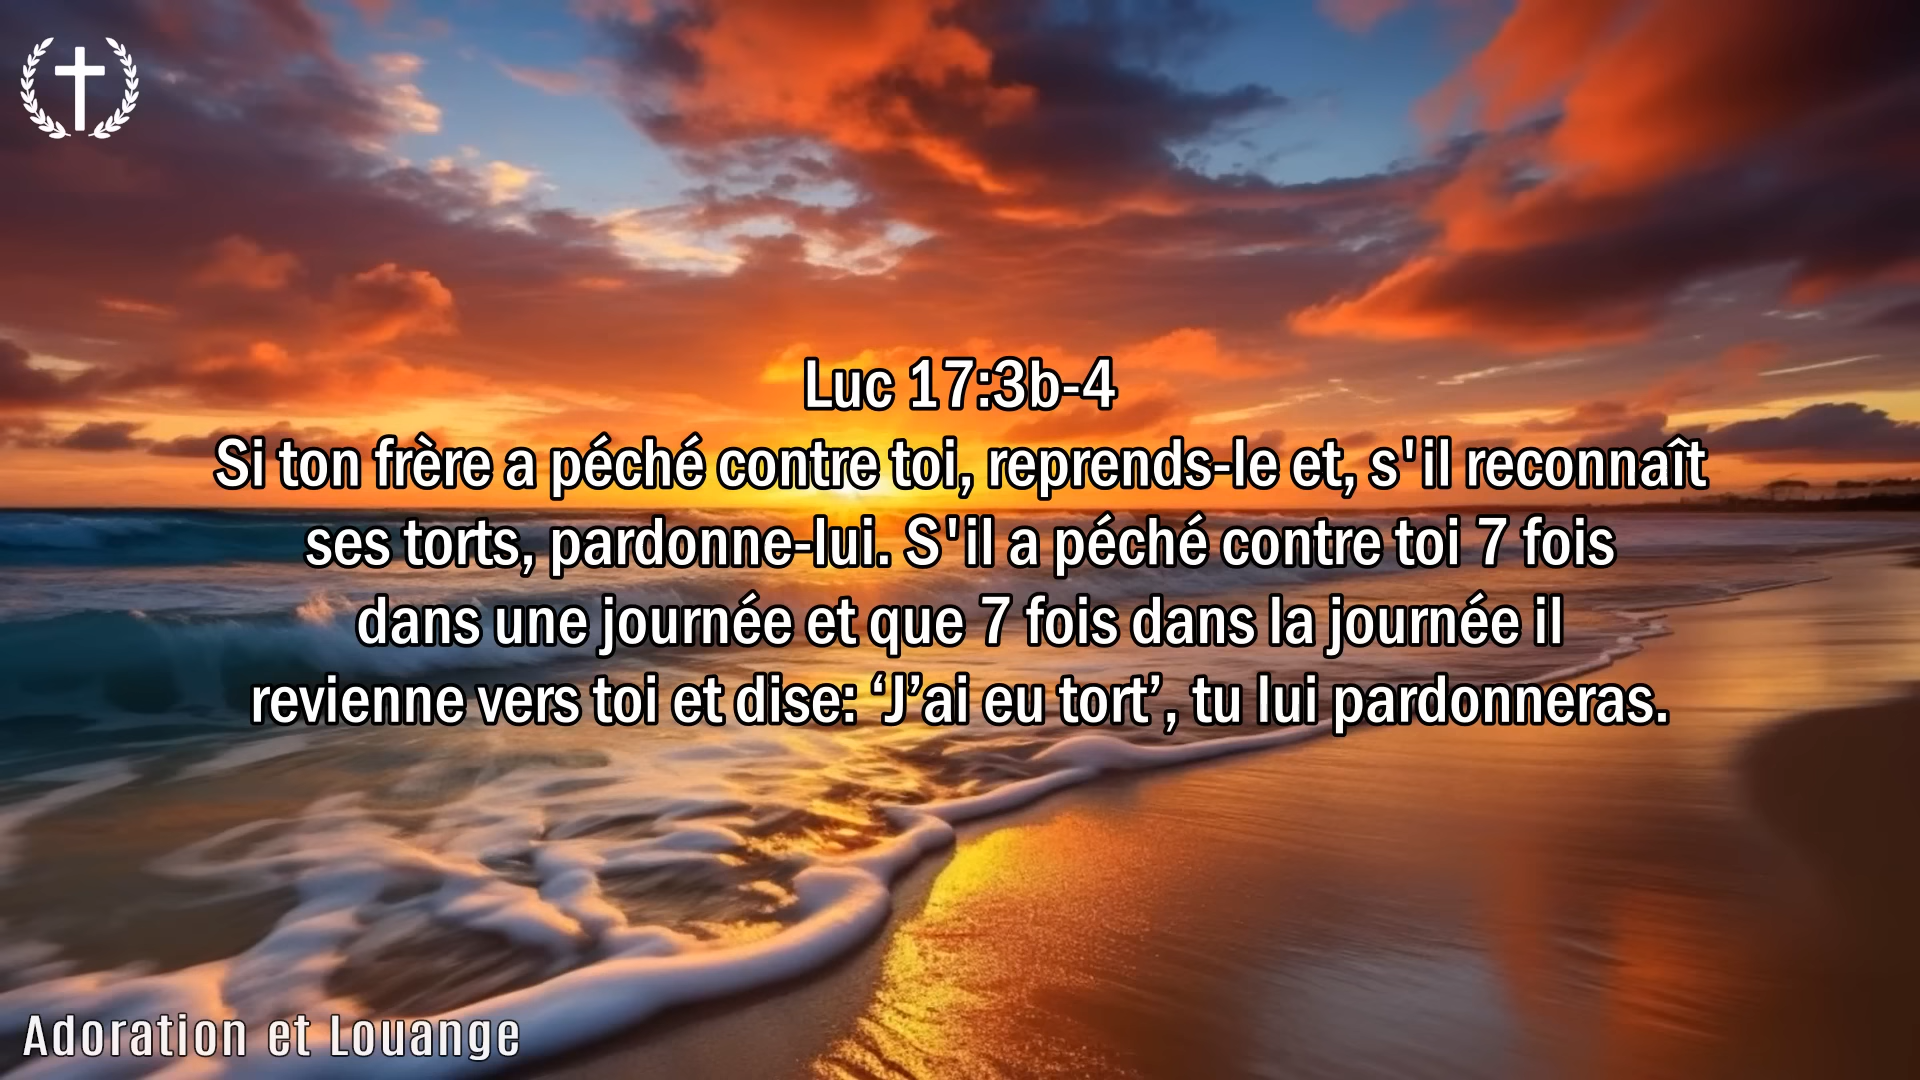 Luc 17:3b-4
Si ton frère a péché contre toi, reprends-le et, s'il reconnaît
ses torts, pardonne-lui. S'il a péché contre toi 7 fois
dans une journée et que 7 fois dans la journée il
revienne vers toi et dise: ‘J’ai eu tort’, tu lui pardonneras.
Adoration et Louange